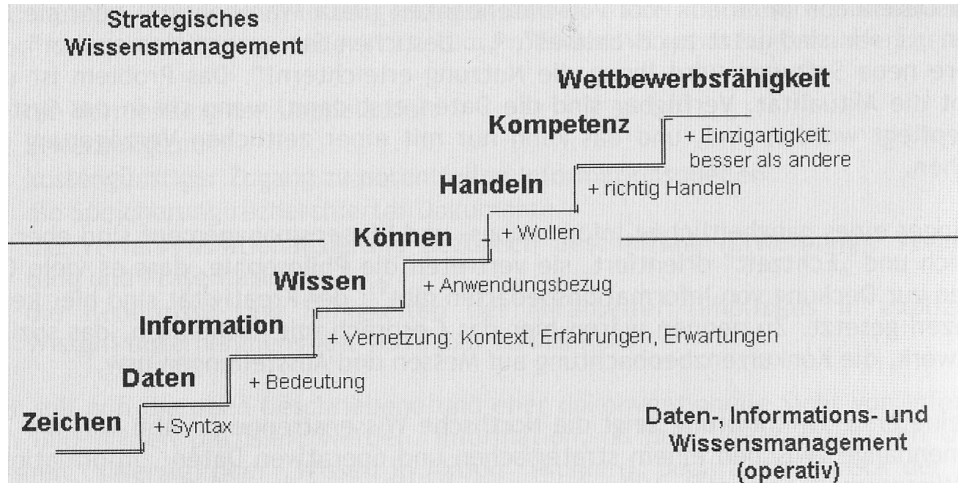 Strategisches
Wissensmanagement
Wettbewerbsfähigkeit
Kompetenz
+ Einzigartigkeit:
besser als andere
Handeln
+ richtig Handeln
Können
+ Wollen
Wissen
+ Anwendungsbezug
Information
+ Vernetzung: Kontext, Erfahrungen, Erwartungen
Daten
+ Bedeutung
Zeichen
+ Syntax
Daten-, Informations- und
Wissensmanagement
(operativ)